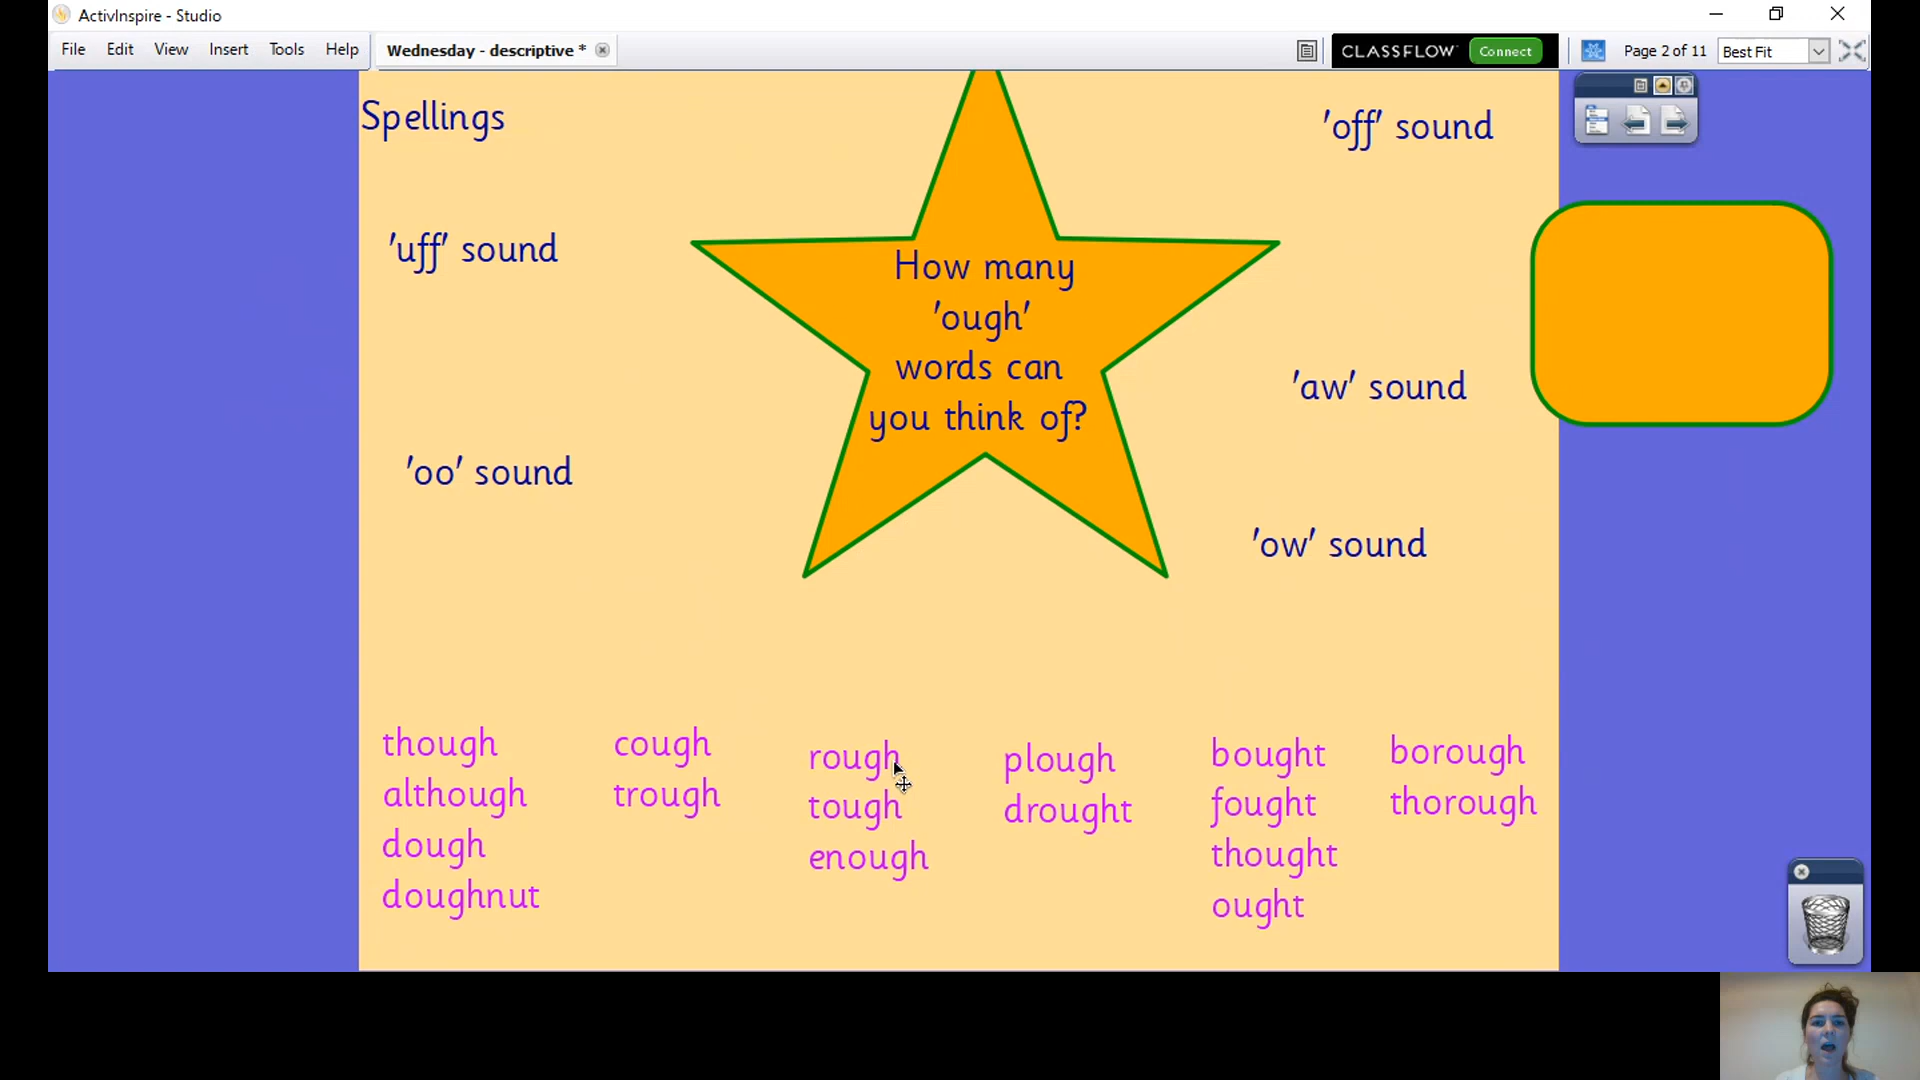 ActivInspire - Studio
File Edit View Insert Tools Help
Wednesday - descriptive *
CLASSFLOW Connect
Page 2 of 11
Best Fit
Spellings
'off' sound
'uff' sound
How many
'ough'
words can
you think of?
'aw' sound
'oo' sound
'ow' sound
though
although
dough
doughnut
cough
trough
rough
tough
enough
plough
drought
bought
fought
thought
ought
borough
thorough